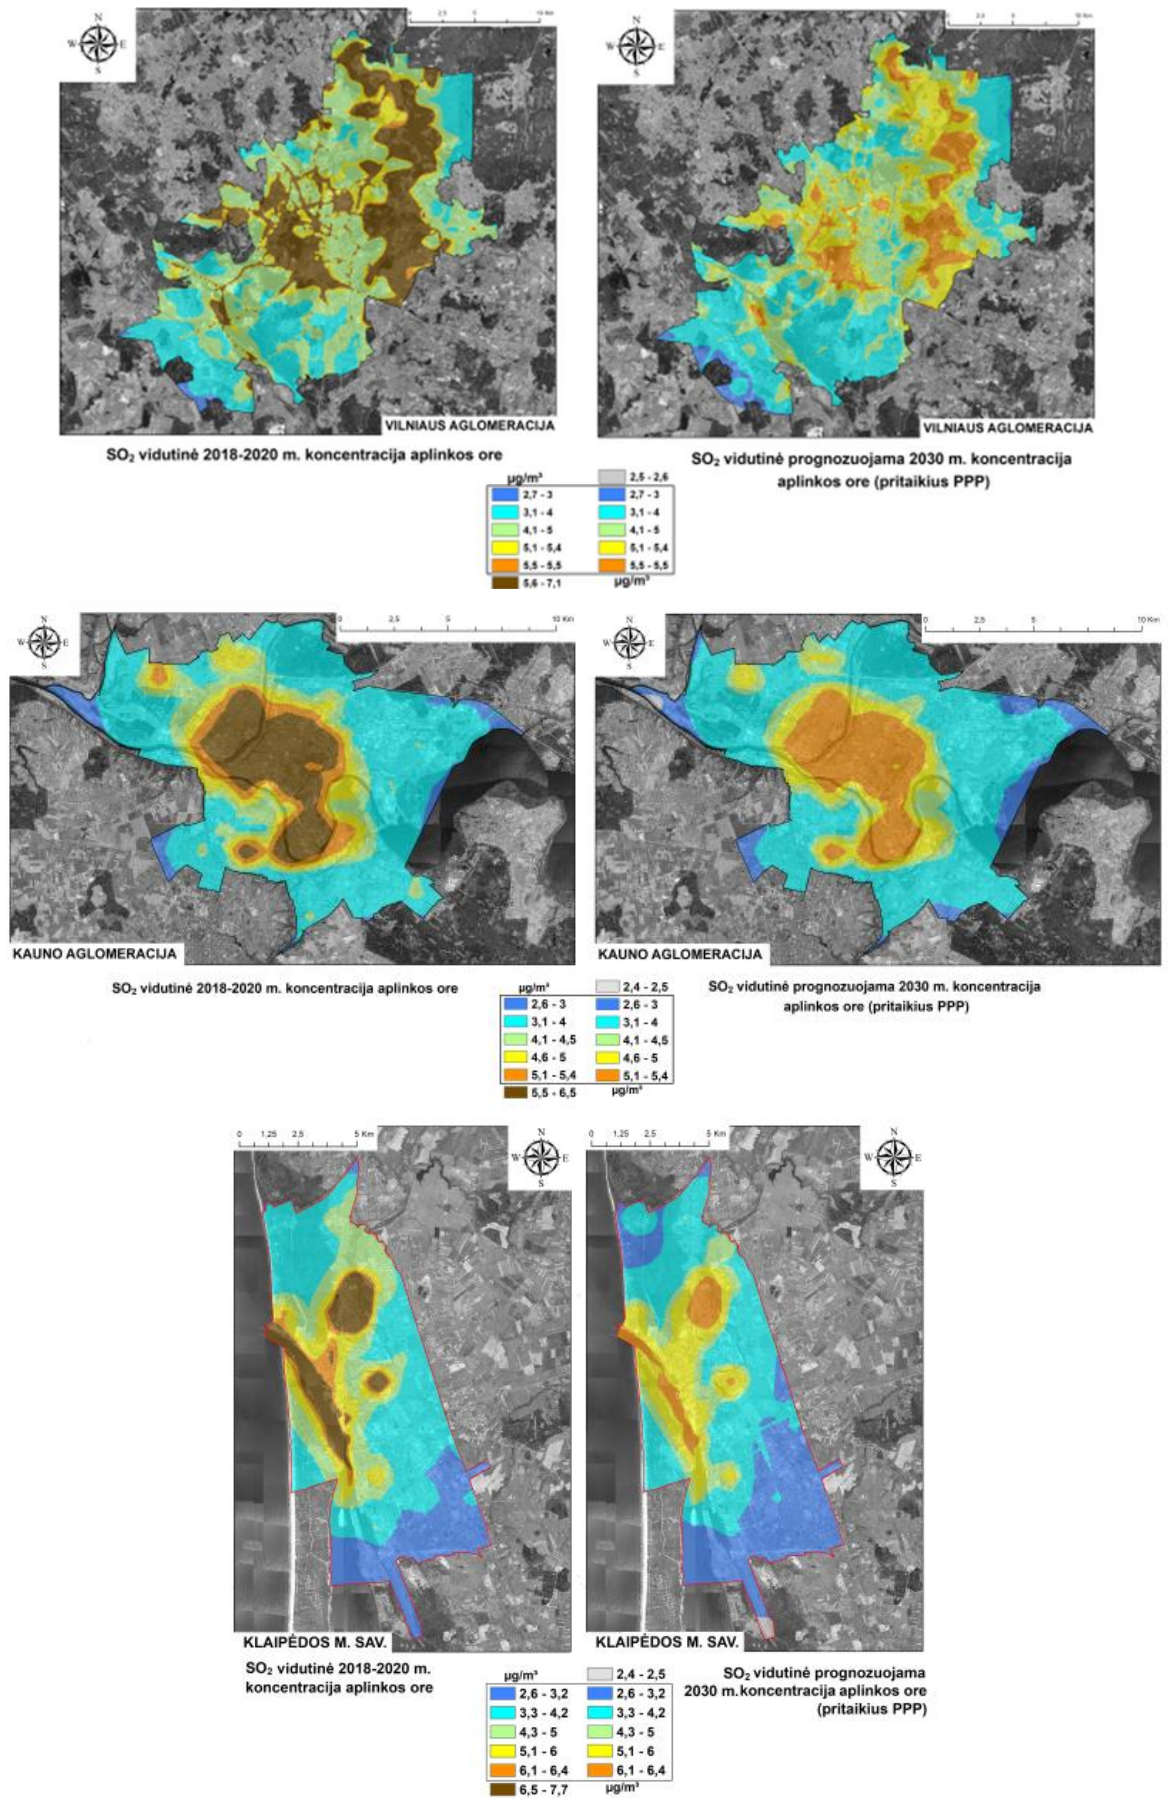 0 2,5 5 10 Km
N
W E
S
VILNIAUS AGLOMERACIJA
SO₂ vidutinė 2018-2020 m. koncentracija aplinkos ore
N
W E
S
5 10 Km
VILNIAUS AGLOMERACIJA
SO₂ vidutinė prognozuojama 2030 m. koncentracija
aplinkos ore (pritaikius PPP)
µg/m³ 2,5 - 2,6
2,7 - 3 2,7 - 3
3,1 - 4 3,1 - 4
4,1 - 5 4,1 - 5
5,1 - 5,4 5,1 - 5,4
5,5 - 5,5 5,5 - 5,5
5,6 - 7,1 µg/m³
N
W E
S
0 2,5 5 10 Km
KAUNO AGLOMERACIJA
SO₂ vidutinė 2018-2020 m. koncentracija aplinkos ore
N
W E
S
0 2,5 5 10 Km
KAUNO AGLOMERACIJA
SO₂ vidutinė prognozuojama 2030 m. koncentracija
aplinkos ore (pritaikius PPP)
µg/m³ 2,4 - 2,5
2,6 - 3 2,6 - 3
3,1 - 4 3,1 - 4
4,1 - 4,5 4,1 - 4,5
4,6 - 5 4,6 - 5
5,1 - 5,4 5,1 - 5,4
5,5 - 6,5 µg/m³
0 1,25 2,5 5 Km
N
W E
S
KLAIPĖDOS M. SAV.
SO₂ vidutinė 2018-2020 m.
koncentracija aplinkos ore
0 1,25 2,5 5 Km
N
W E
S
KLAIPĖDOS M. SAV.
SO₂ vidutinė prognozuojama
2030 m.koncentracija aplinkos ore
(pritaikius PPP)
µg/m³ 2,4 - 2,5
2,6 - 3,2 2,6 - 3,2
3,3 - 4,2 3,3 - 4,2
4,3 - 5 4,3 - 5
5,1 - 6 5,1 - 6
6,1 - 6,4 6,1 - 6,4
6,5 - 7,7 µg/m³